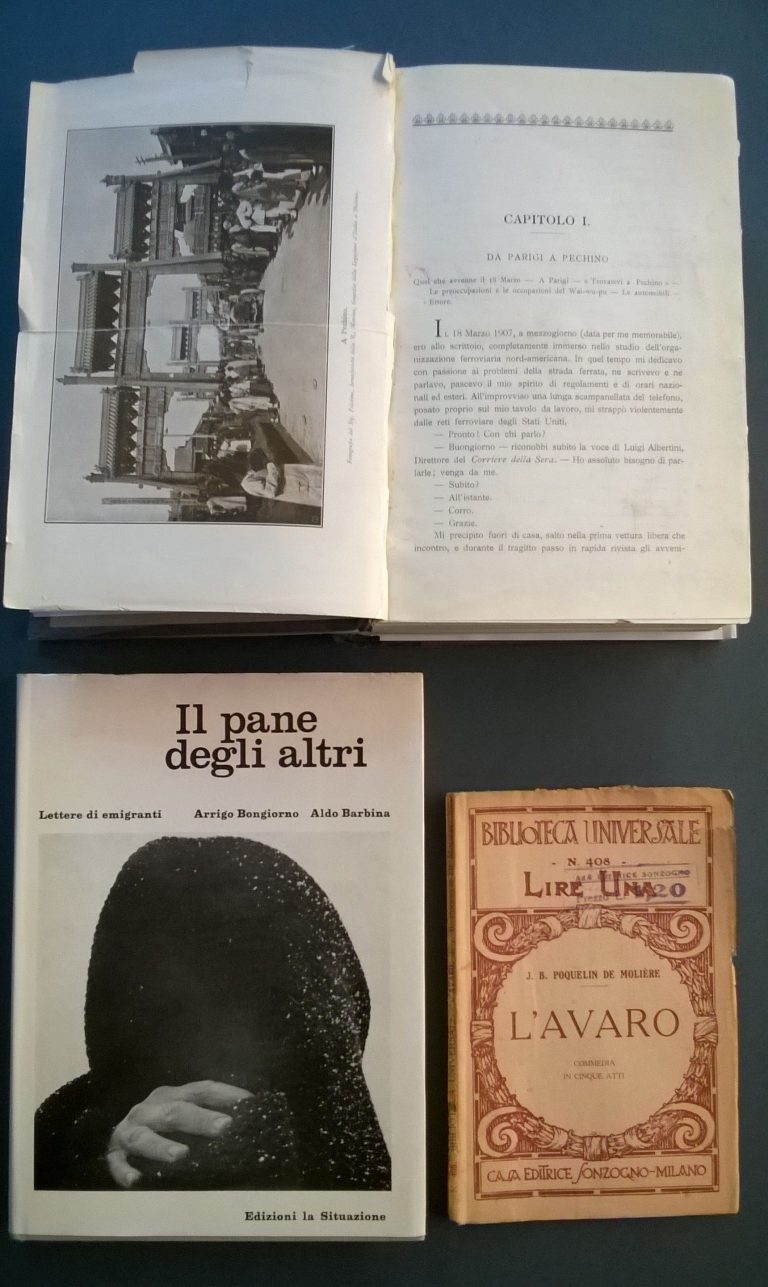 A Pechino.
CAPITOLO I.
DA PARIGI A PECHINO
Quel che avvenne il 18 Marzo — A Parigi — « Trovarsi a Pechino » —
Le preoccupazioni e le occupazioni del Wai-wu-pu — Le automobili —
Ettore.
IL 18 Marzo 1907, a mezzogiorno (data per me memorabile),
ero allo scrittoio, completamente immerso nello studio dell'orga-
nizzazione ferroviaria nord-americana. In quel tempo mi dedicavo
con passione ai problemi della strada ferrata, ne scrivevo e ne
parlavo, pascevo il mio spirito di regolamenti e di orari nazio-
nali ed esteri. All'improvviso una lunga scampanellata del telefono,
posato proprio sul mio tavolo da lavoro, mi strappò violentemente
dalle reti ferroviare degli Stati Uniti.
— Pronto! Con chi parlo?
— Buongiorno — riconobbi subito la voce di Luigi Albertini,
Direttore del Corriere della Sera. — Ho assoluto bisogno di par-
larle; venga da me.
— Subito?
— All'istante.
— Corro.
— Grazie.
Mi precipito fuori di casa, salto nella prima vettura libera che
incontro, e durante il tragitto passo in rapida rivista gli avveni-
Il pane
degli altri
Lettere di emigranti Arrigo Bongiorno Aldo Barbina
Edizioni la Situazione
BIBLIOTECA UNIVERSALE
- N. 408 -
LIRE UNA
SONZOGNO
Prezzo 1.20
J. B. POQUELIN DE MOLIÈRE
L'AVARO
COMMEDIA
IN CINQUE ATTI
CASA EDITRICE SONZOGNO-MILANO